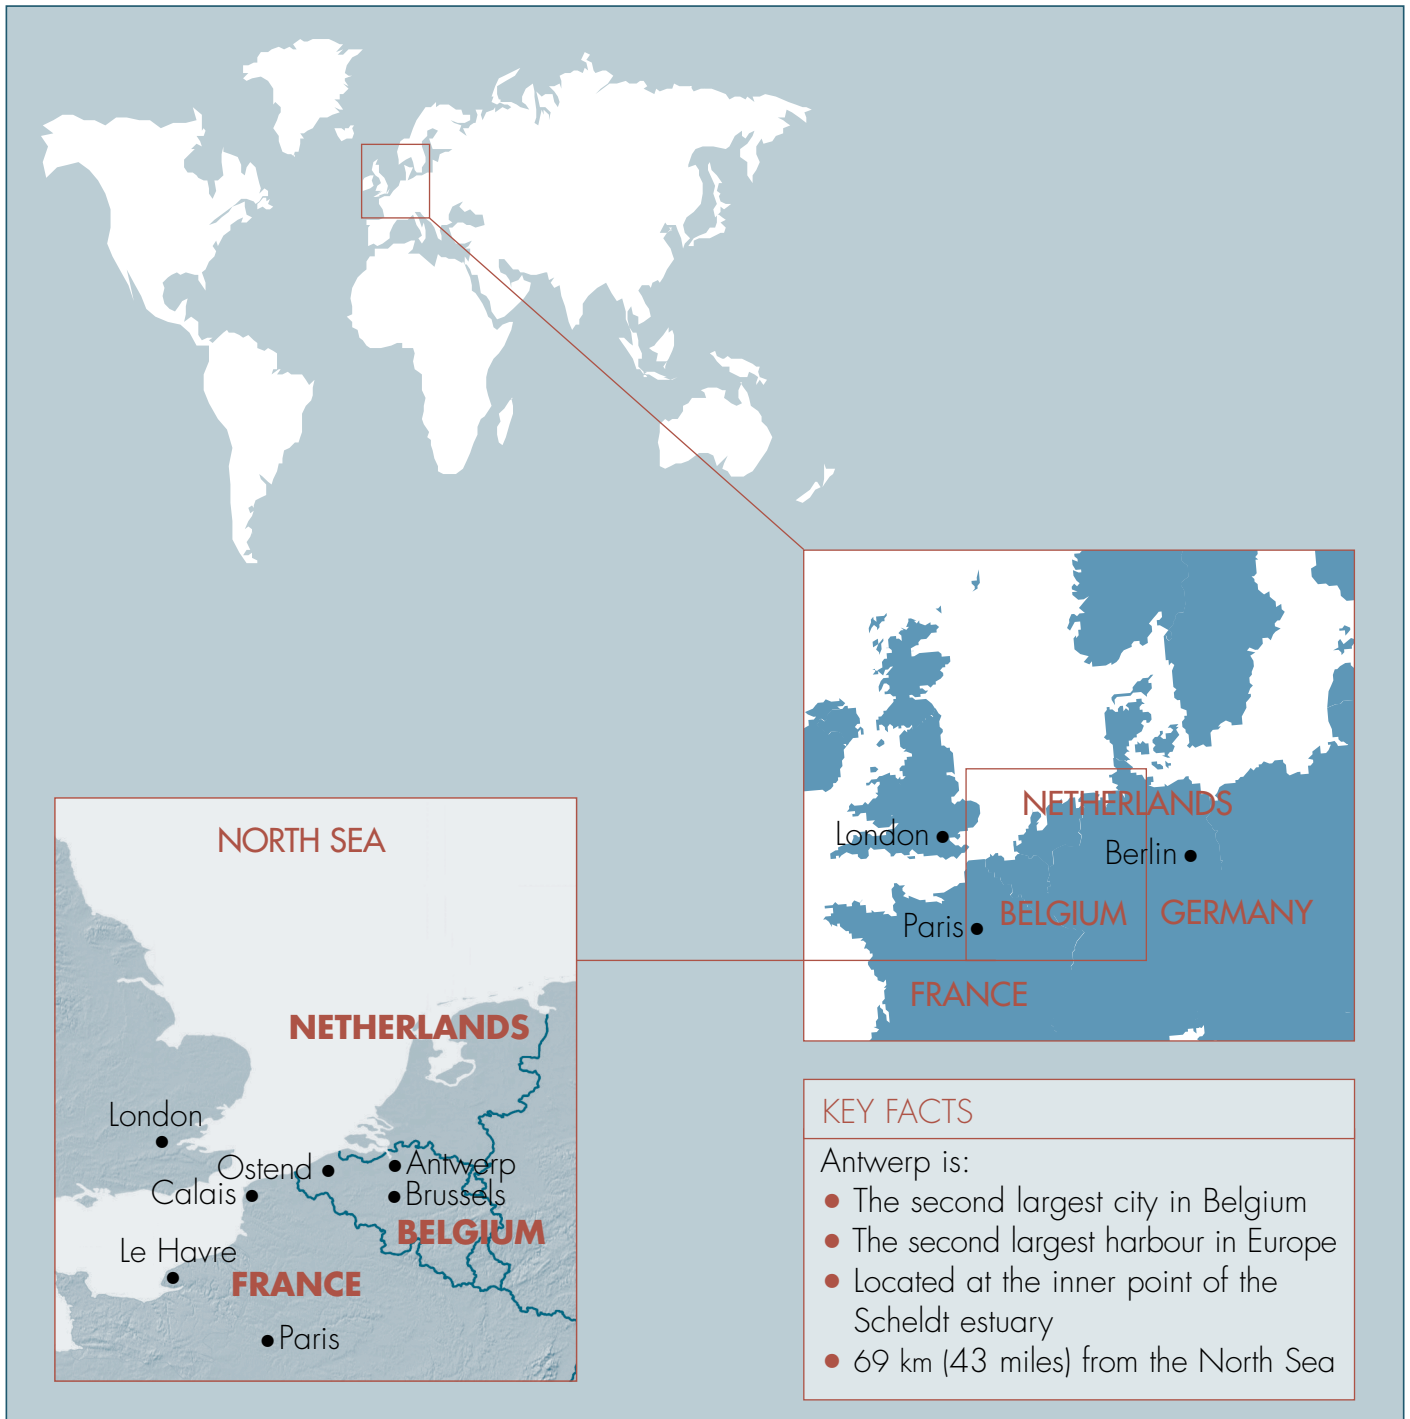 NETHERLANDS
London
Berlin
BELGIUM
GERMANY
Paris
FRANCE
NORTH SEA
NETHERLANDS
London
Ostend
Antwerp
Calais
Brussels
BELGIUM
Le Havre
FRANCE
Paris
KEY FACTS
Antwerp is:
• The second largest city in Belgium
• The second largest harbour in Europe
• Located at the inner point of the
Scheldt estuary
• 69 km (43 miles) from the North Sea